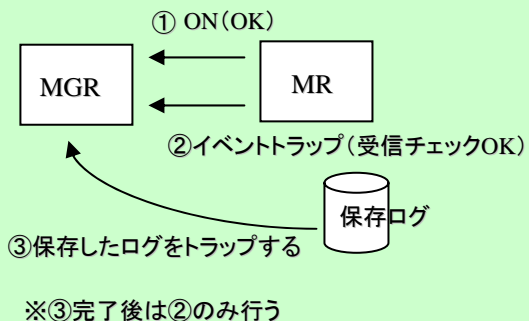 ① ON(OK)
MGR
MR
②イベントトラップ(受信チェックOK)
保存ログ
③保存したログをトラップする
※③完了後は②のみ行う